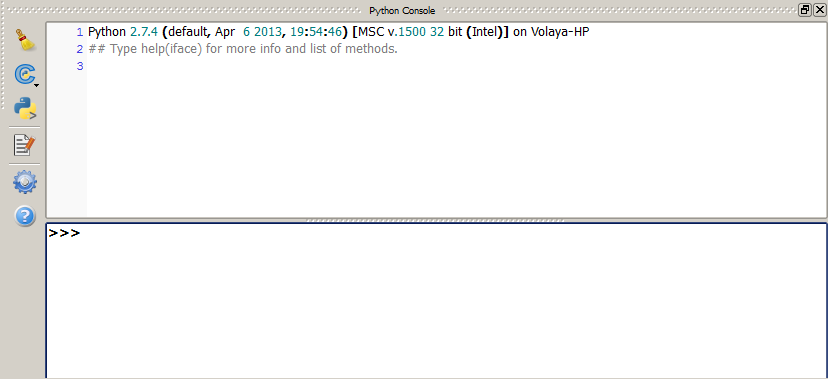 Python Console
1 Python 2.7.4 (default, Apr  6 2013, 19:54:46) [MSC v.1500 32 bit (Intel)] on Volaya-HP
2 ## Type help(iface) for more info and list of methods.
3
>>>